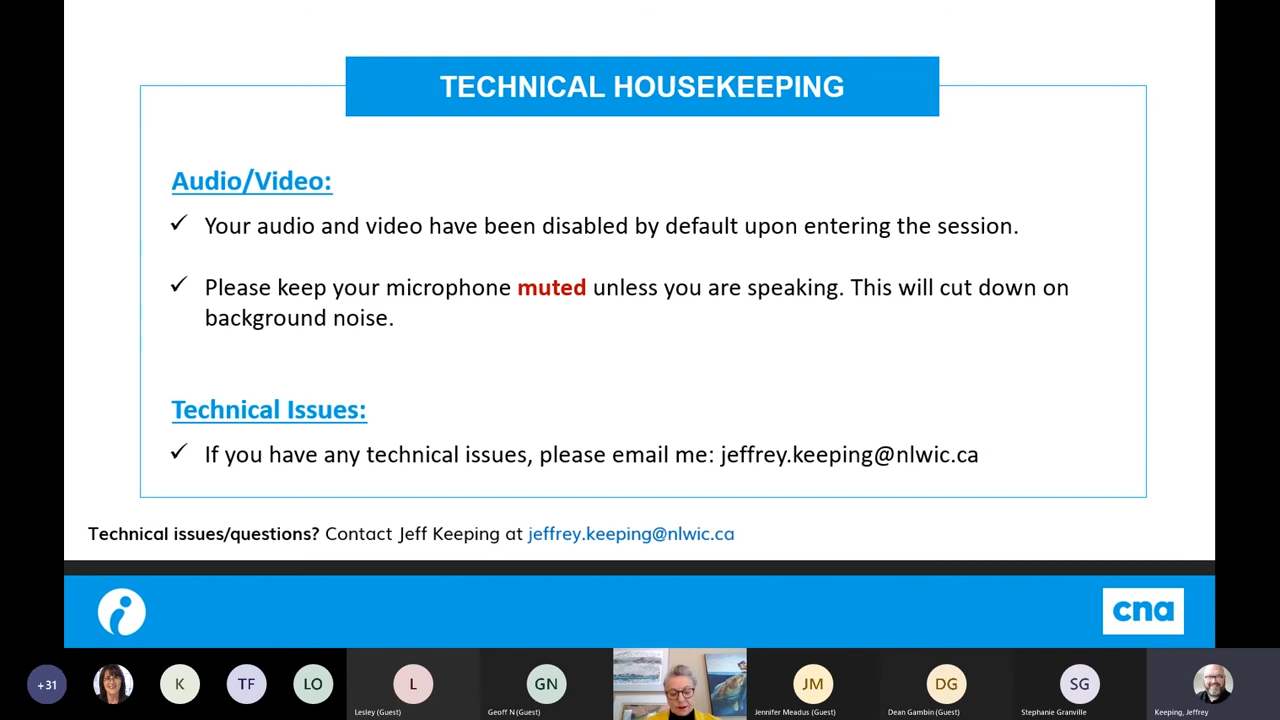 TECHNICAL HOUSEKEEPING
Audio/Video:
✓ Your audio and video have been disabled by default upon entering the session.
✓ Please keep your microphone muted unless you are speaking. This will cut down on
background noise.
Technical Issues:
✓ If you have any technical issues, please email me: jeffrey.keeping@nlwic.ca
Technical issues/questions? Contact Jeff Keeping at jeffrey.keeping@nlwic.ca
cna
+31 K TF LO L GN JM DG SG
Lesley (Guest) Geoff N (Guest) Jennifer Meadus (Guest) Dean Gambin (Guest) Stephanie Granville Keeping, Jeffrey